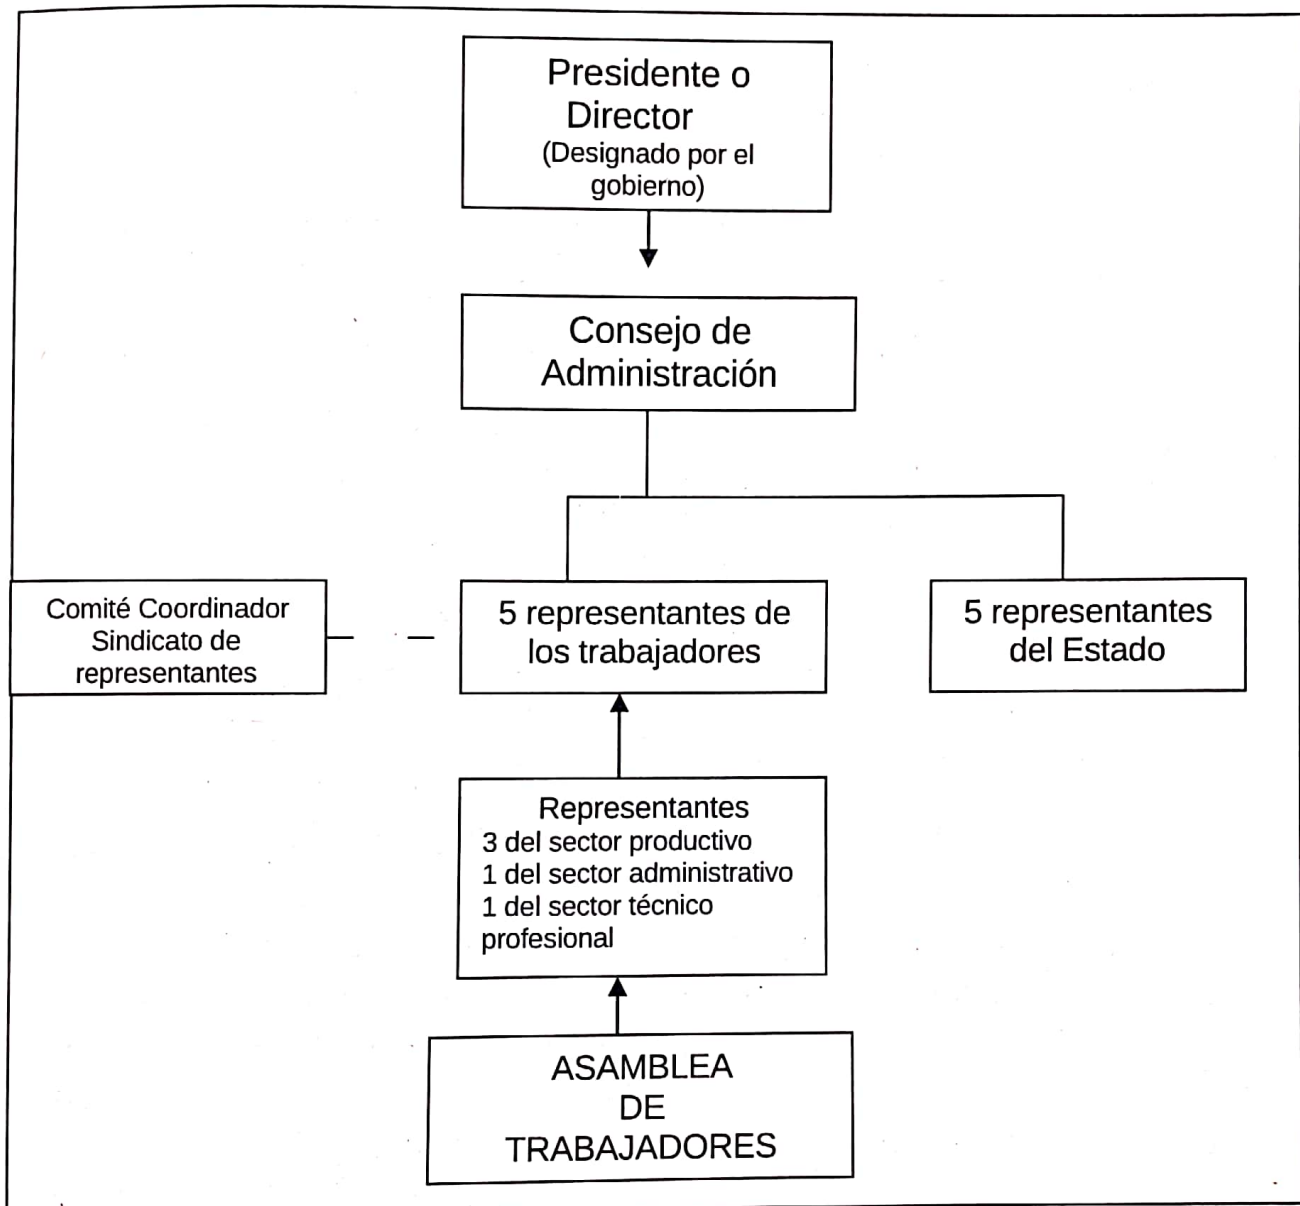 Presidente o
Director
(Designado por el
gobierno)
Consejo de
Administración
Comité Coordinador
Sindicato de
representantes
5 representantes de
los trabajadores
5 representantes
del Estado
Representantes
3 del sector productivo
1 del sector administrativo
1 del sector técnico
profesional
ASAMBLEA
DE
TRABAJADORES